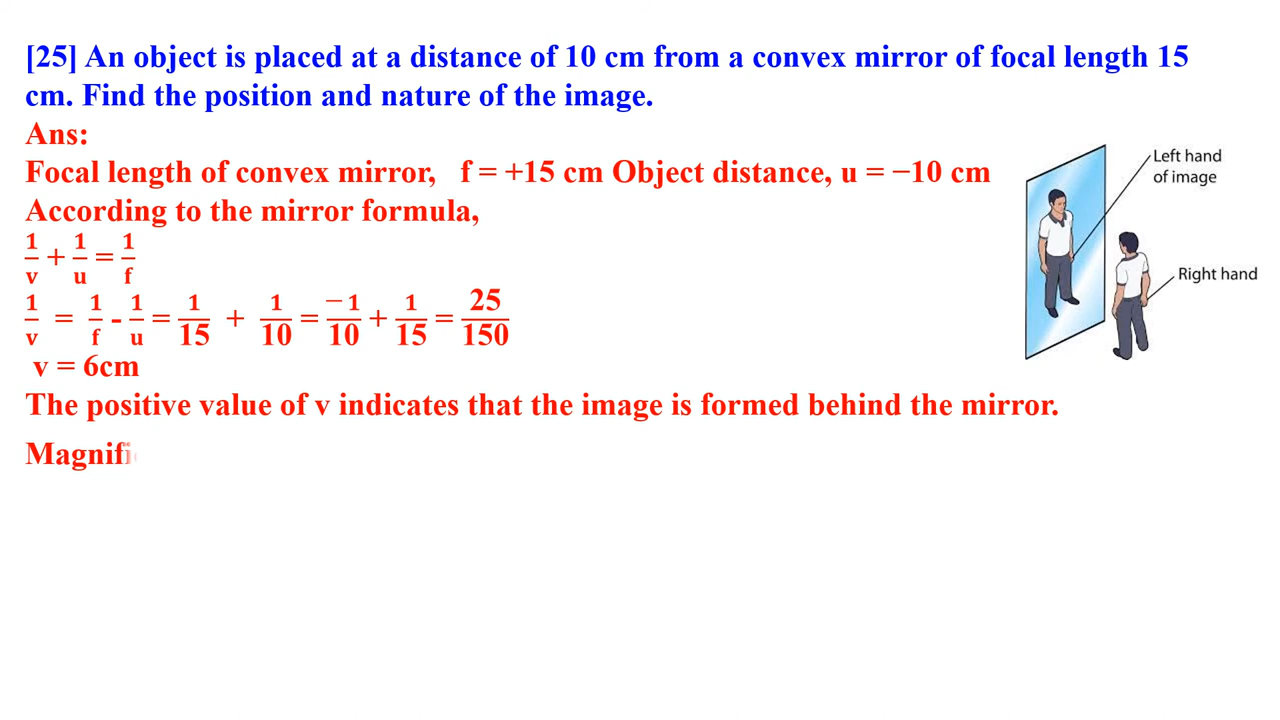 [25] An object is placed at a distance of 10 cm from a convex mirror of focal length 15
cm. Find the position and nature of the image.
Ans:
Focal length of convex mirror, f = +15 cm Object distance, u = −10 cm
According to the mirror formula,
1/v + 1/u = 1/f
1/v = 1/f - 1/u = 1/15 + 1/10 = −1/10 + 1/15 = 25/150
v = 6cm
The positive value of v indicates that the image is formed behind the mirror.
Left hand
of image
Right hand